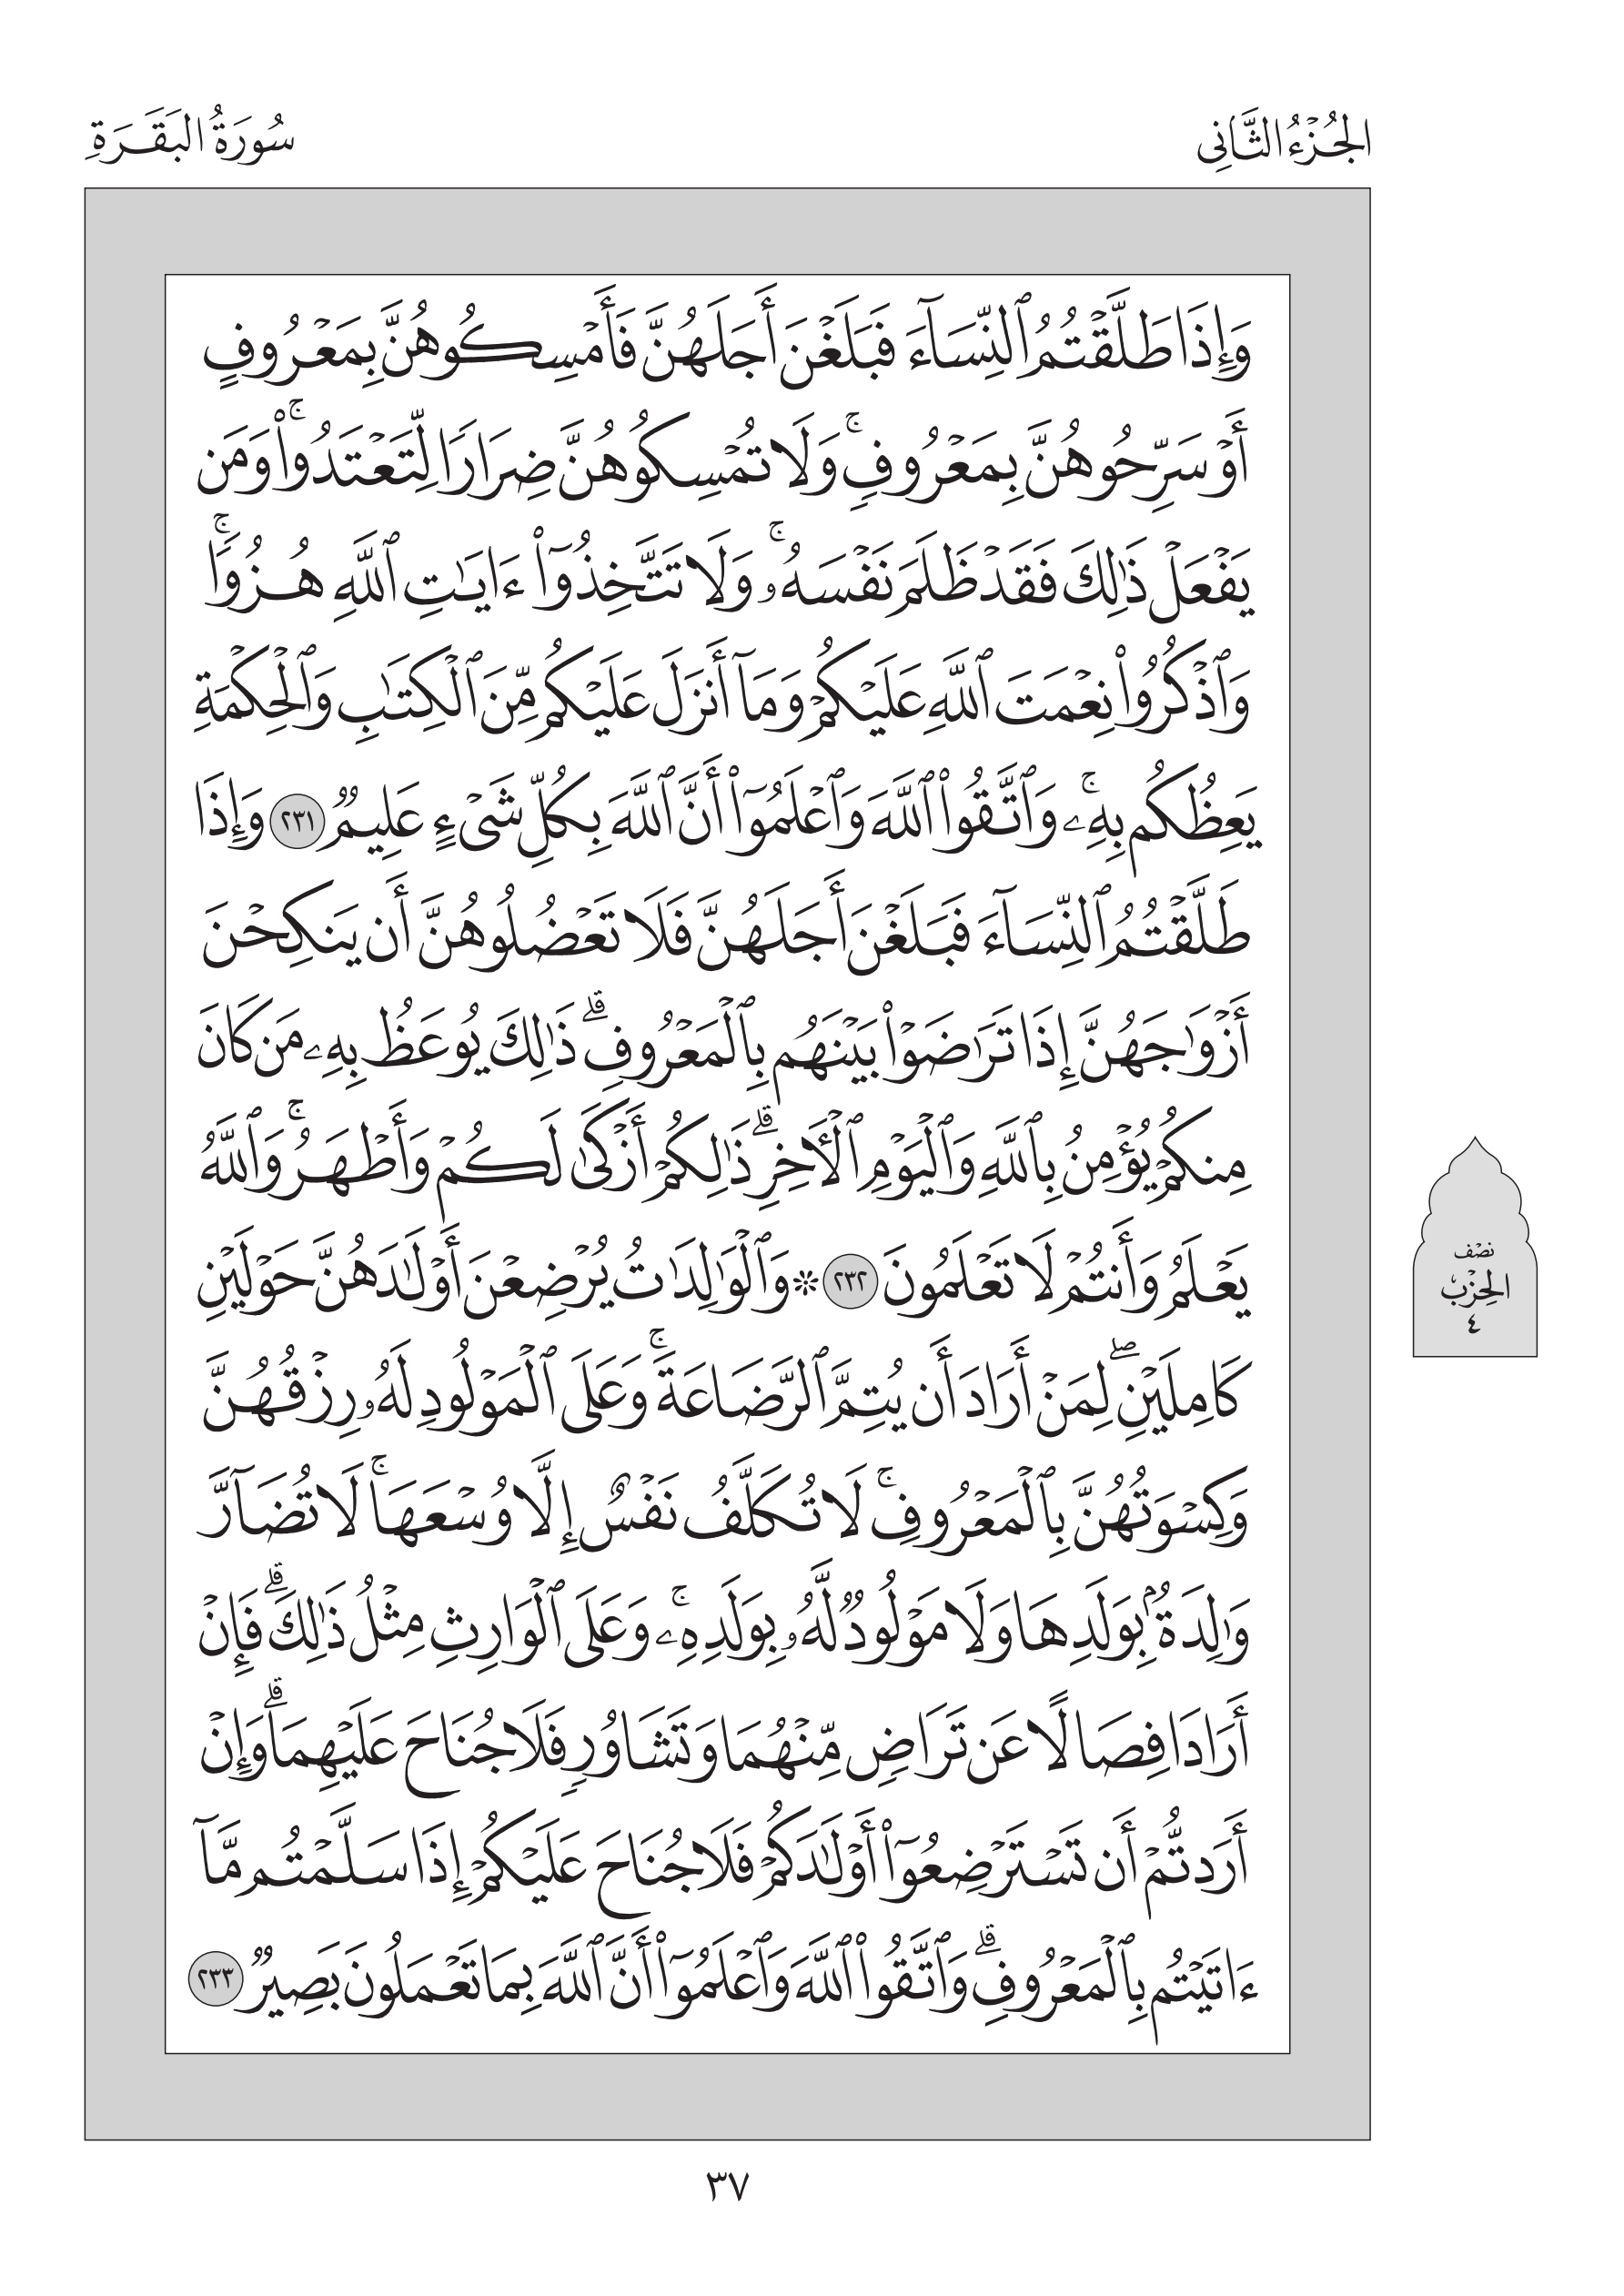 الجُزْءُ الثَّانِي
سُورَةُ البَقَرَةِ
وَإِذَا طَلَّقْتُمُ ٱلنِّسَآءَ فَبَلَغْنَ أَجَلَهُنَّ فَأَمْسِكُوهُنَّ بِمَعْرُوفٍ
أَوْ سَرِّحُوهُنَّ بِمَعْرُوفٍۚ وَلَا تُمْسِكُوهُنَّ ضِرَارًا لِّتَعْتَدُوا۟ۚ وَمَن
يَفْعَلْ ذَٰلِكَ فَقَدْ ظَلَمَ نَفْسَهُۥۚ وَلَا تَتَّخِذُوٓا۟ ءَايَٰتِ ٱللَّهِ هُزُوًاۚ
وَٱذْكُرُوا۟ نِعْمَتَ ٱللَّهِ عَلَيْكُمْ وَمَآ أَنزَلَ عَلَيْكُم مِّنَ ٱلْكِتَٰبِ وَٱلْحِكْمَةِ
يَعِظُكُم بِهِۦۚ وَٱتَّقُوا۟ ٱللَّهَ وَٱعْلَمُوٓا۟ أَنَّ ٱللَّهَ بِكُلِّ شَىْءٍ عَلِيمٌ ٢٣١ وَإِذَا
طَلَّقْتُمُ ٱلنِّسَآءَ فَبَلَغْنَ أَجَلَهُنَّ فَلَا تَعْضُلُوهُنَّ أَن يَنكِحْنَ
أَزْوَٰجَهُنَّ إِذَا تَرَٰضَوْا۟ بَيْنَهُم بِٱلْمَعْرُوفِۗ ذَٰلِكَ يُوعَظُ بِهِۦ مَن كَانَ
مِنكُمْ يُؤْمِنُ بِٱللَّهِ وَٱلْيَوْمِ ٱلْءَاخِرِۗ ذَٰلِكُمْ أَزْكَىٰ لَكُمْ وَأَطْهَرُۚ وَٱللَّهُ
يَعْلَمُ وَأَنتُمْ لَا تَعْلَمُونَ ٢٣٢ ۞ وَٱلْوَٰلِدَٰتُ يُرْضِعْنَ أَوْلَٰدَهُنَّ حَوْلَيْنِ
كَامِلَيْنِۖ لِمَنْ أَرَادَ أَن يُتِمَّ ٱلرَّضَاعَةَۚ وَعَلَى ٱلْمَوْلُودِ لَهُۥ رِزْقُهُنَّ
وَكِسْوَتُهُنَّ بِٱلْمَعْرُوفِۚ لَا تُكَلَّفُ نَفْسٌ إِلَّا وُسْعَهَاۚ لَا تُضَآرَّ
وَٰلِدَةٌۢ بِوَلَدِهَا وَلَا مَوْلُودٌ لَّهُۥ بِوَلَدِهِۦۚ وَعَلَى ٱلْوَارِثِ مِثْلُ ذَٰلِكَۗ فَإِنْ
أَرَادَا فِصَالًا عَن تَرَاضٍ مِّنْهُمَا وَتَشَاوُرٍ فَلَا جُنَاحَ عَلَيْهِمَاۗ وَإِنْ
أَرَدتُّمْ أَن تَسْتَرْضِعُوٓا۟ أَوْلَٰدَكُمْ فَلَا جُنَاحَ عَلَيْكُمْ إِذَا سَلَّمْتُم مَّآ
ءَاتَيْتُم بِٱلْمَعْرُوفِۗ وَٱتَّقُوا۟ ٱللَّهَ وَٱعْلَمُوٓا۟ أَنَّ ٱللَّهَ بِمَا تَعْمَلُونَ بَصِيرٌ ٢٣٣
نصْف
الحِزْبُ
٤
٣٧